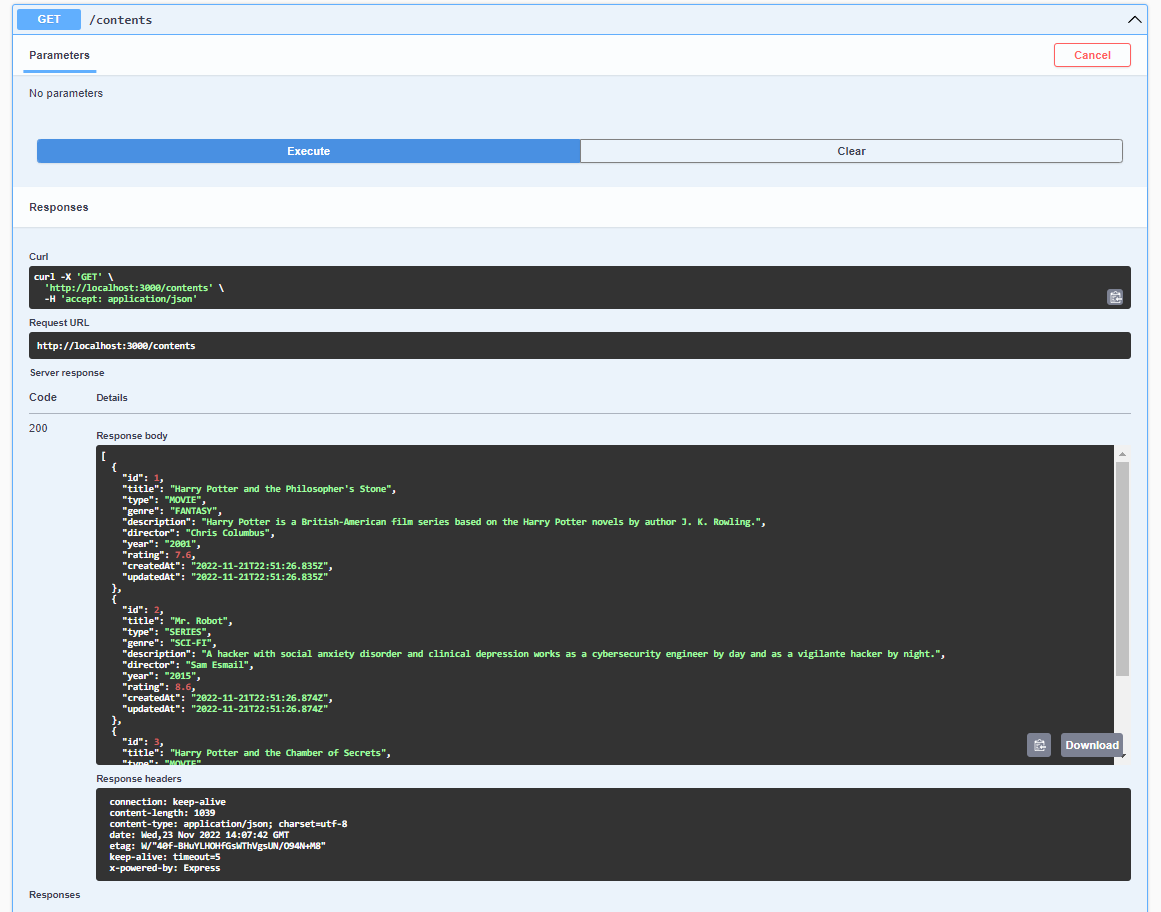 GET /contents
Parameters
Cancel
No parameters
Execute
Clear
Responses
Curl
curl -X 'GET' \
'http://localhost:3000/contents' \
-H 'accept: application/json'
Request URL
http://localhost:3000/contents
Server response
Code Details
200
Response body
[
{
"id": 1,
"title": "Harry Potter and the Philosopher's Stone",
"type": "MOVIE",
"genre": "FANTASY",
"description": "Harry Potter is a British-American film series based on the Harry Potter novels by author J. K. Rowling.",
"director": "Chris Columbus",
"year": "2001",
"rating": 7.6,
"createdAt": "2022-11-21T22:51:26.835Z",
"updatedAt": "2022-11-21T22:51:26.835Z"
},
{
"id": 2,
"title": "Mr. Robot",
"type": "SERIES",
"genre": "SCI-FI",
"description": "A hacker with social anxiety disorder and clinical depression works as a cybersecurity engineer by day and as a vigilante hacker by night.",
"director": "Sam Esmail",
"year": "2015",
"rating": 8.6,
"createdAt": "2022-11-21T22:51:26.874Z",
"updatedAt": "2022-11-21T22:51:26.874Z"
},
{
"id": 3,
"title": "Harry Potter and the Chamber of Secrets",
"type": "MOVIE"
Download
Response headers
connection: keep-alive
content-length: 1039
content-type: application/json; charset=utf-8
date: Wed,23 Nov 2022 14:07:42 GMT
etag: W/"40f-BHuYLHOHfGsWThVgsUN/O94N+M8"
keep-alive: timeout=5
x-powered-by: Express
Responses